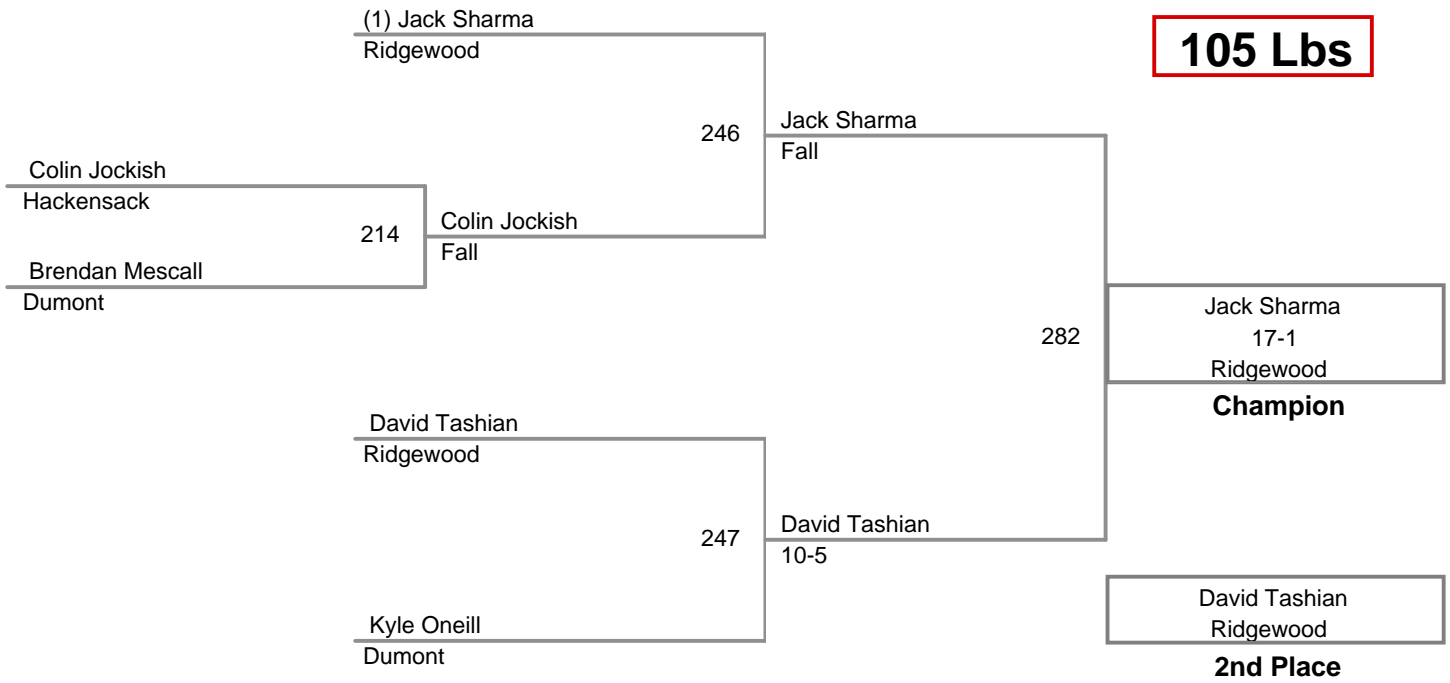 (1) Jack Sharma
Ridgewood
105 Lbs
246
Jack Sharma
Fall
Colin Jockish
Hackensack
214
Colin Jockish
Fall
Brendan Mescall
Dumont
282
Jack Sharma
17-1
Ridgewood
Champion
David Tashian
Ridgewood
247
David Tashian
10-5
Kyle Oneill
Dumont
David Tashian
Ridgewood
2nd Place